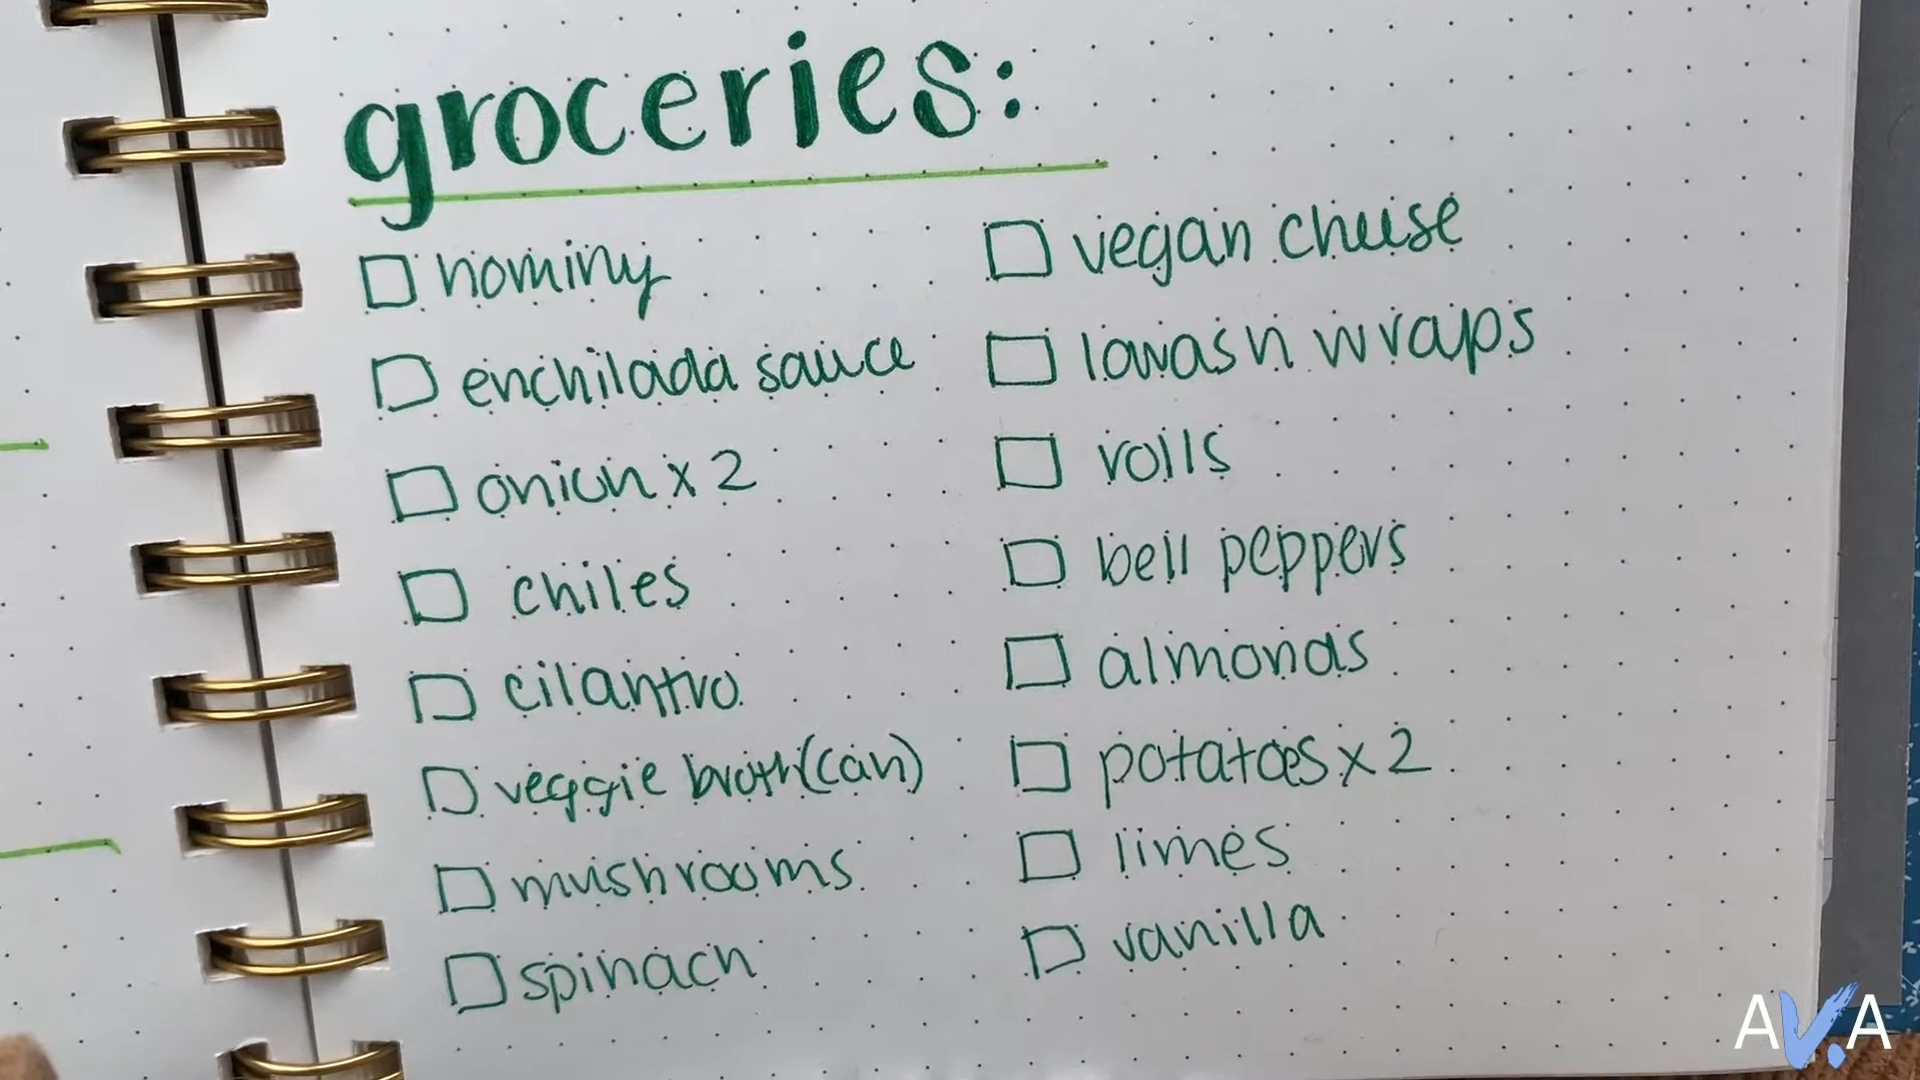 groceries:
hominy
enchilada sauce
onion x 2
chiles
cilantro
veggie broth (can)
mushrooms
spinach
vegan cheese
lavash wraps
rolls
bell peppers
almonds
potatoes x 2
limes
vanilla
AVA